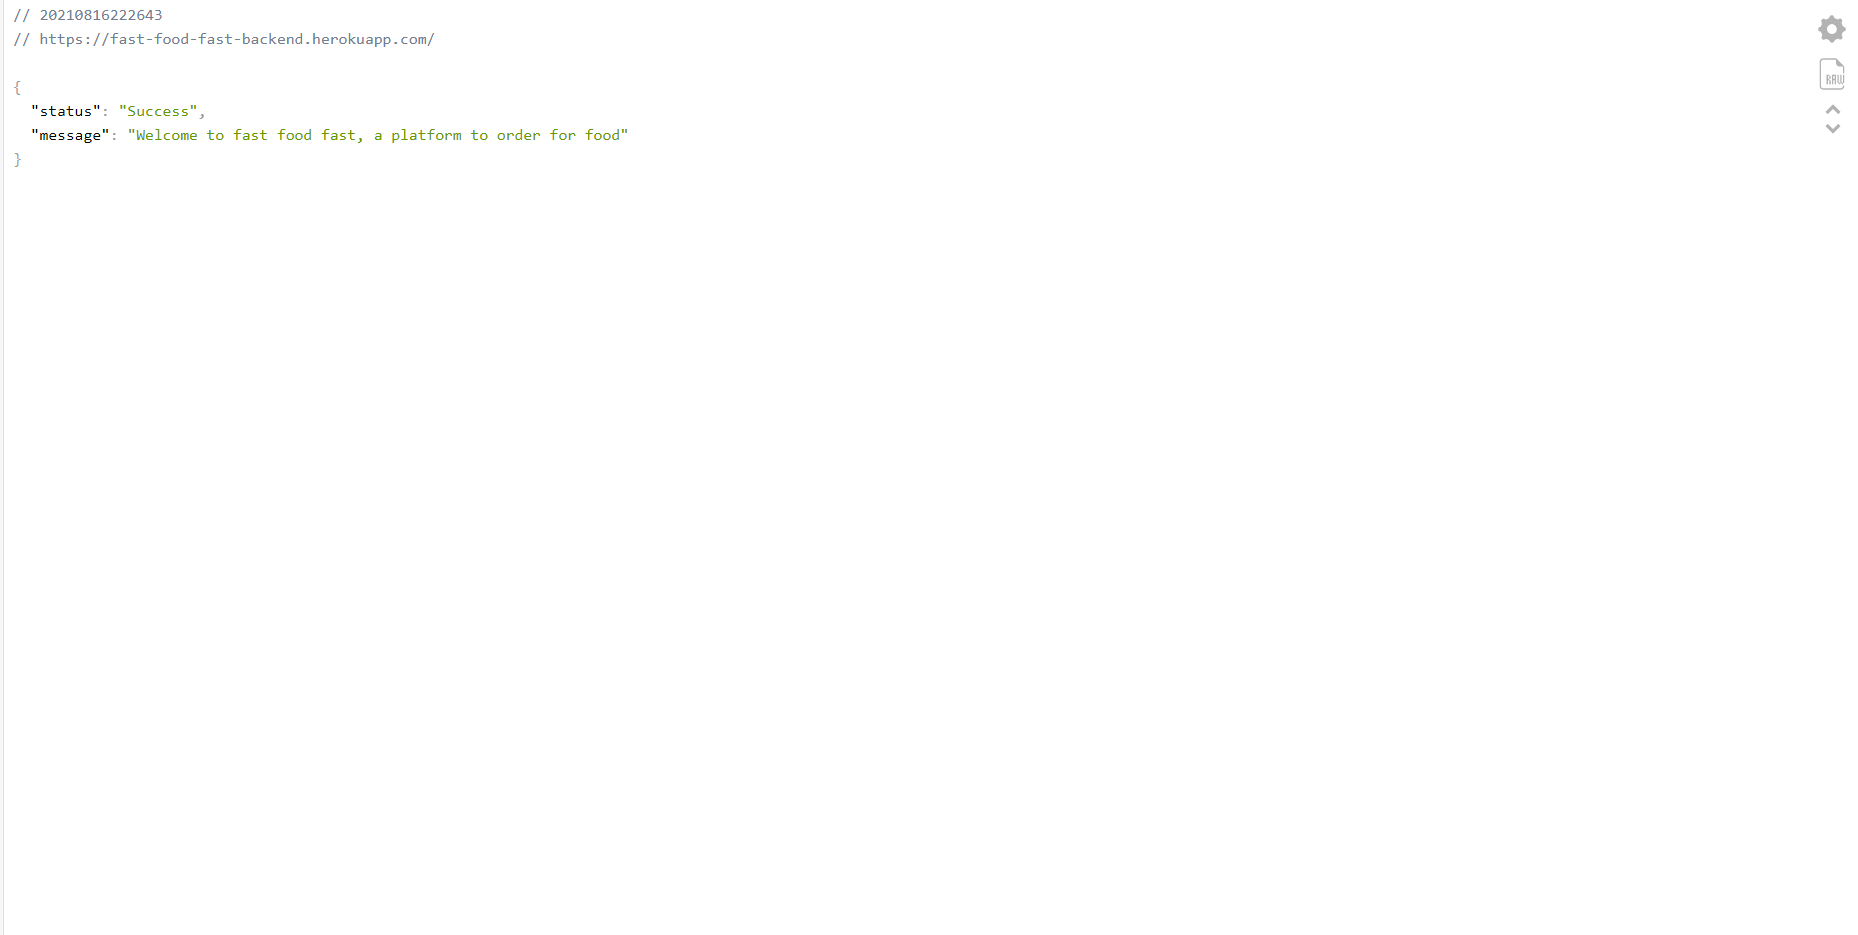 // 20210816222643
// https://fast-food-fast-backend.herokuapp.com/
{
"status": "Success",
"message": "Welcome to fast food fast, a platform to order for food"
}
RAW